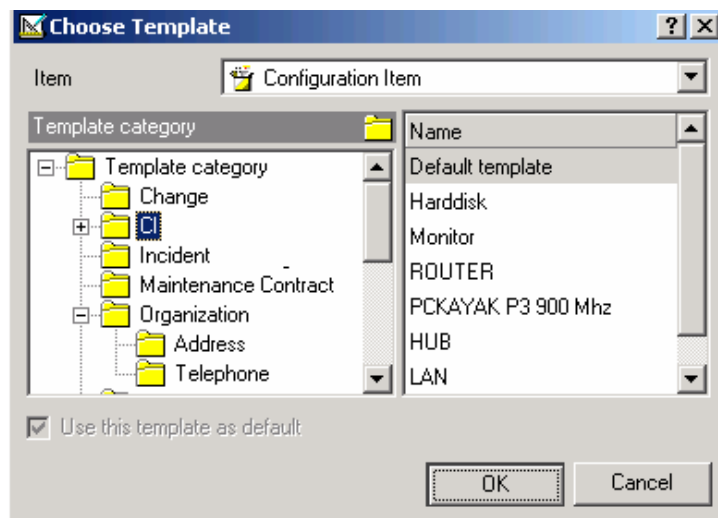 Choose Template
Item
Configuration Item
Template category
Template category
Change
CI
Incident
Maintenance Contract
Organization
Address
Telephone
Name
Default template
Harddisk
Monitor
ROUTER
PCKAYAK P3 900 Mhz
HUB
LAN
Use this template as default
OK
Cancel